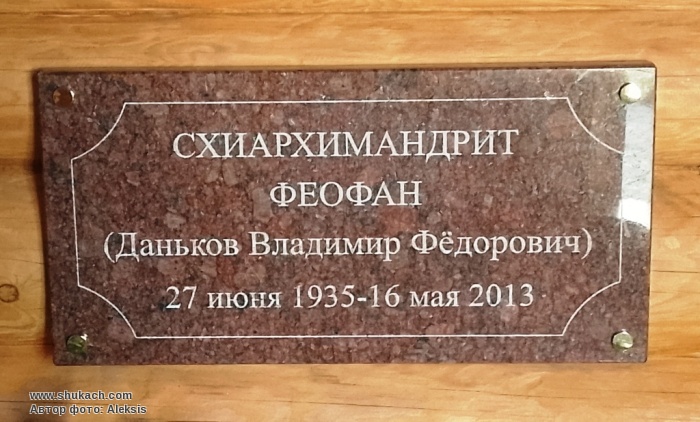 СХИАРХИМАНДРИТ
ФЕОФАН
(Даньков Владимир Фёдорович)
27 июня 1935-16 мая 2013
www.shukach.com
Автор фото: Aleksis